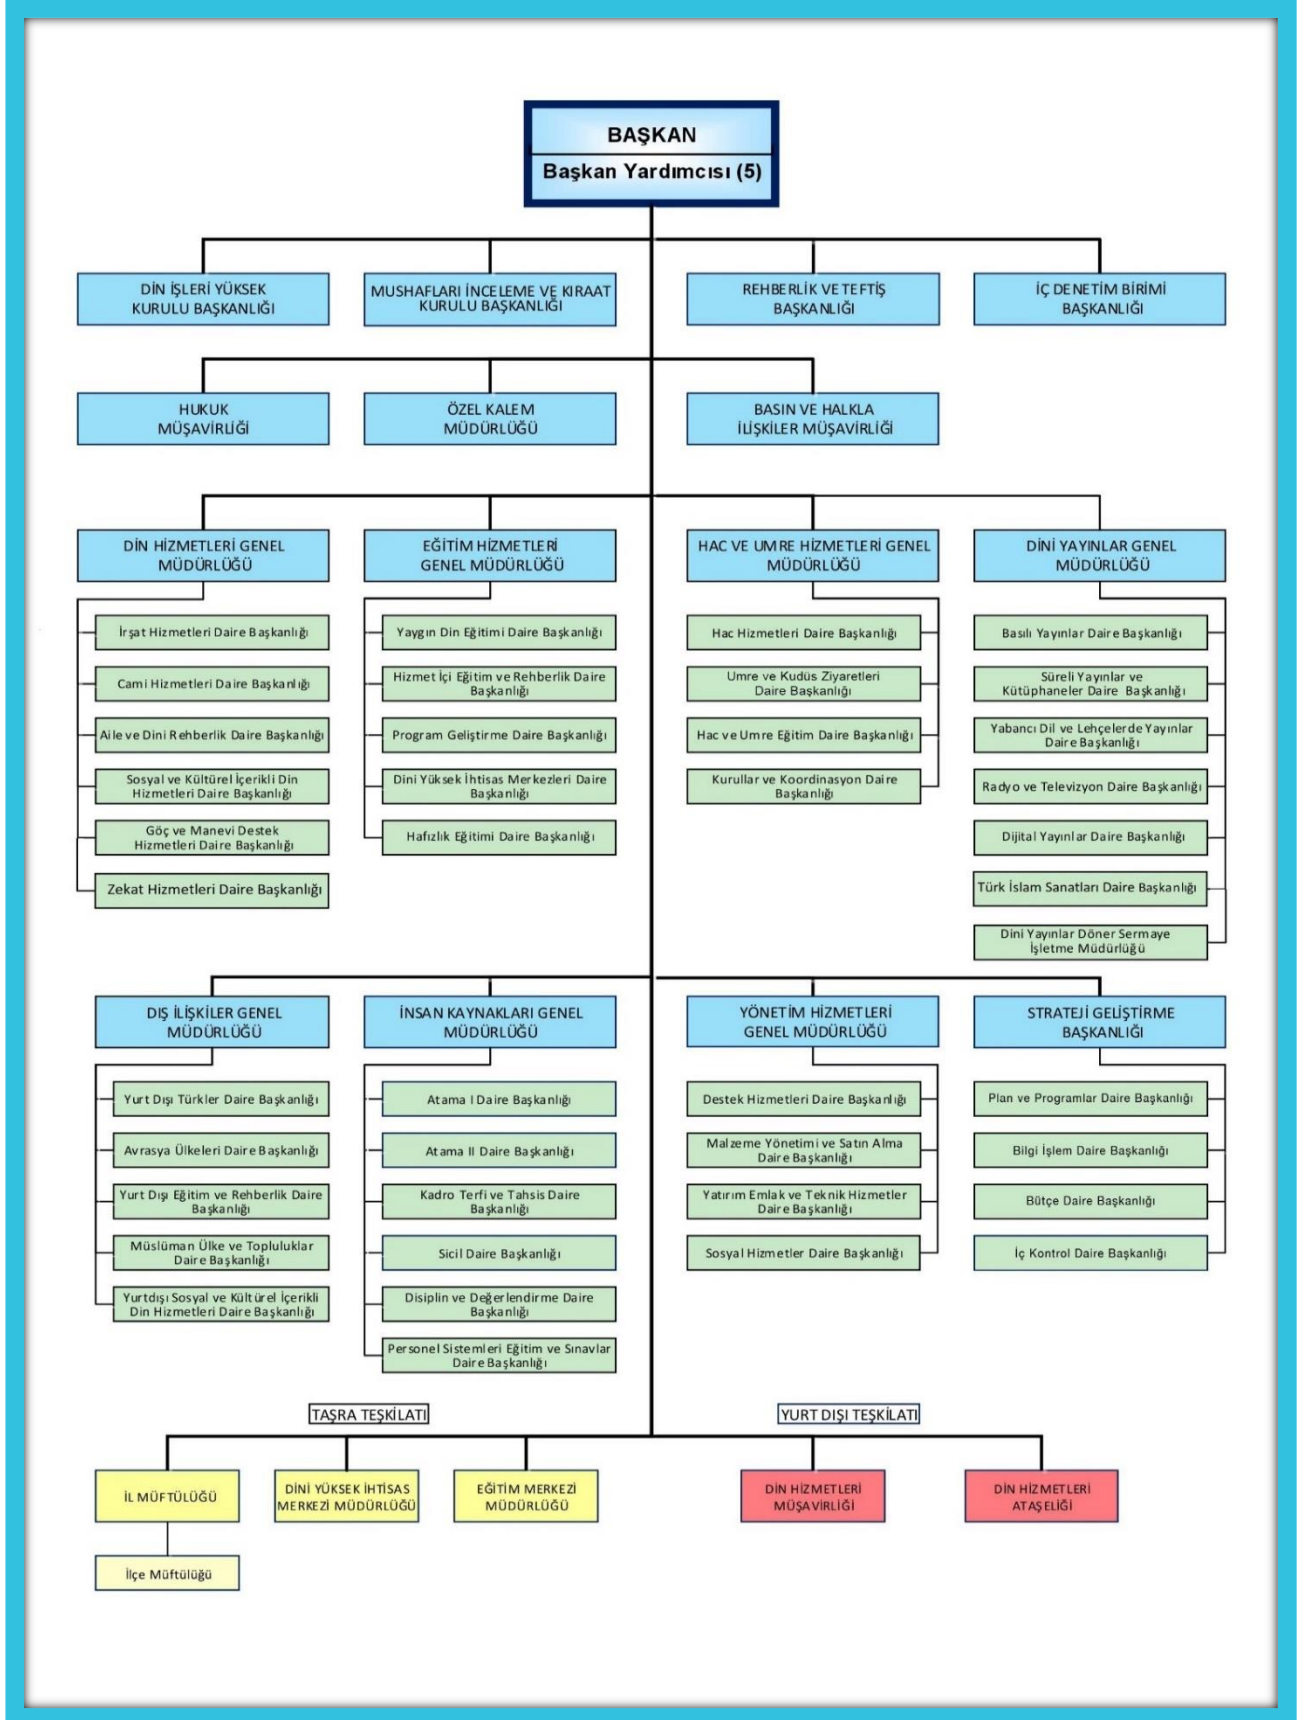 BAŞKAN
Başkan Yardımcısı (5)
DİN İŞLERİ YÜKSEK
KURULU BAŞKANLIĞI
MUSHAFLARI İNCELEME VE KIRAAT
KURULU BAŞKANLIĞI
REHBERLİK VE TEFTİŞ
BAŞKANLIĞI
İÇ DENETİM BİRİMİ
BAŞKANLIĞI
HUKUK
MÜŞAVİRLİĞİ
ÖZEL KALEM
MÜDÜRLÜĞÜ
BASIN VE HALKLA
İLİŞKİLER MÜŞAVİRLİĞİ
DİN HİZMETLERİ GENEL
MÜDÜRLÜĞÜ
İrşat Hizmetleri Daire Başkanlığı
Cami Hizmetleri Daire Başkanlığı
Aile ve Dini Rehberlik Daire Başkanlığı
Sosyal ve Kültürel İçerikli Din
Hizmetleri Daire Başkanlığı
Göç ve Manevi Destek
Hizmetleri Daire Başkanlığı
Zekat Hizmetleri Daire Başkanlığı
EĞİTİM HİZMETLERİ
GENEL MÜDÜRLÜĞÜ
Yaygın Din Eğitimi Daire Başkanlığı
Hizmet İçi Eğitim ve Rehberlik Daire
Başkanlığı
Program Geliştirme Daire Başkanlığı
Dini Yüksek İhtisas Merkezleri Daire
Başkanlığı
Hafızlık Eğitimi Daire Başkanlığı
HAC VE UMRE HİZMETLERİ GENEL
MÜDÜRLÜĞÜ
Hac Hizmetleri Daire Başkanlığı
Umre ve Kudüs Ziyaretleri
Daire Başkanlığı
Hac ve Umre Eğitim Daire Başkanlığı
Kurullar ve Koordinasyon Daire
Başkanlığı
DİNİ YAYINLAR GENEL
MÜDÜRLÜĞÜ
Basılı Yayınlar Daire Başkanlığı
Süreli Yayınlar ve
Kütüphaneler Daire Başkanlığı
Yabancı Dil ve Lehçelerde Yayınlar
Daire Başkanlığı
Radyo ve Televizyon Daire Başkanlığı
Dijital Yayınlar Daire Başkanlığı
Türk İslam Sanatları Daire Başkanlığı
Dini Yayınlar Döner Sermaye
İşletme Müdürlüğü
DIŞ İLİŞKİLER GENEL
MÜDÜRLÜĞÜ
Yurt Dışı Türkler Daire Başkanlığı
Avrasya Ülkeleri Daire Başkanlığı
Yurt Dışı Eğitim ve Rehberlik Daire
Başkanlığı
Müslüman Ülke ve Topluluklar
Daire Başkanlığı
Yurtdışı Sosyal ve Kültürel İçerikli
Din Hizmetleri Daire Başkanlığı
İNSAN KAYNAKLARI GENEL
MÜDÜRLÜĞÜ
Atama I Daire Başkanlığı
Atama II Daire Başkanlığı
Kadro Terfi ve Tahsis Daire
Başkanlığı
Sicil Daire Başkanlığı
Disiplin ve Değerlendirme Daire
Başkanlığı
Personel Sistemleri Eğitim ve Sınavlar
Daire Başkanlığı
YÖNETİM HİZMETLERİ
GENEL MÜDÜRLÜĞÜ
Destek Hizmetleri Daire Başkanlığı
Malzeme Yönetimi ve Satın Alma
Daire Başkanlığı
Yatırım Emlak ve Teknik Hizmetler
Daire Başkanlığı
Sosyal Hizmetler Daire Başkanlığı
STRATEJİ GELİŞTİRME
BAŞKANLIĞI
Plan ve Programlar Daire Başkanlığı
Bilgi İşlem Daire Başkanlığı
Bütçe Daire Başkanlığı
İç Kontrol Daire Başkanlığı
TAŞRA TEŞKİLATI
YURT DIŞI TEŞKİLATI
İL MÜFTÜLÜĞÜ
DİNİ YÜKSEK İHTİSAS
MERKEZİ MÜDÜRLÜĞÜ
EĞİTİM MERKEZİ
MÜDÜRLÜĞÜ
DİN HİZMETLERİ
MÜŞAVİRLİĞİ
DİN HİZMETLERİ
ATAŞELİĞİ
İlçe Müftülüğü